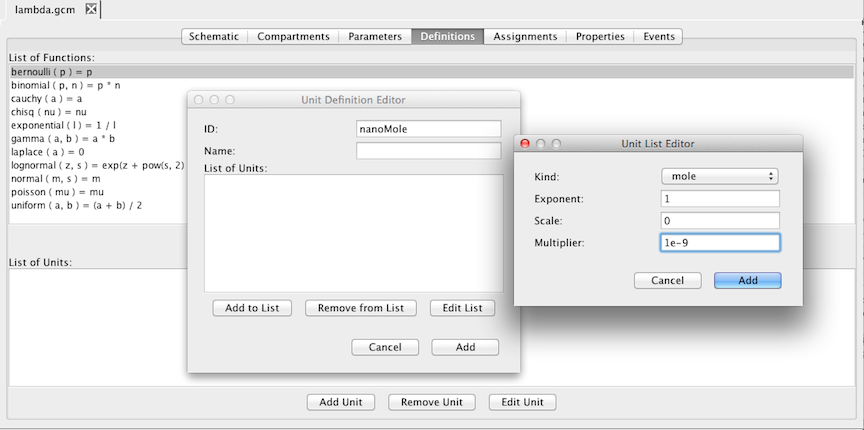 lambda.gcm
Schematic Compartments Parameters Definitions Assignments Properties Events
List of Functions:
bernoulli ( p ) = p
binomial ( p, n ) = p * n
cauchy ( a ) = a
chisq ( nu ) = nu
exponential ( l ) = 1 / l
gamma ( a, b ) = a * b
laplace ( a ) = 0
lognormal ( z, s ) = exp(z + pow(s, 2)
normal ( m, s ) = m
poisson ( mu ) = mu
uniform ( a, b ) = (a + b) / 2
List of Units:
Add Unit Remove Unit Edit Unit
Unit Definition Editor
ID: nanoMole
Name:
List of Units:
Add to List Remove from List Edit List
Cancel Add
Unit List Editor
Kind: mole
Exponent: 1
Scale: 0
Multiplier: 1e-9
Cancel Add